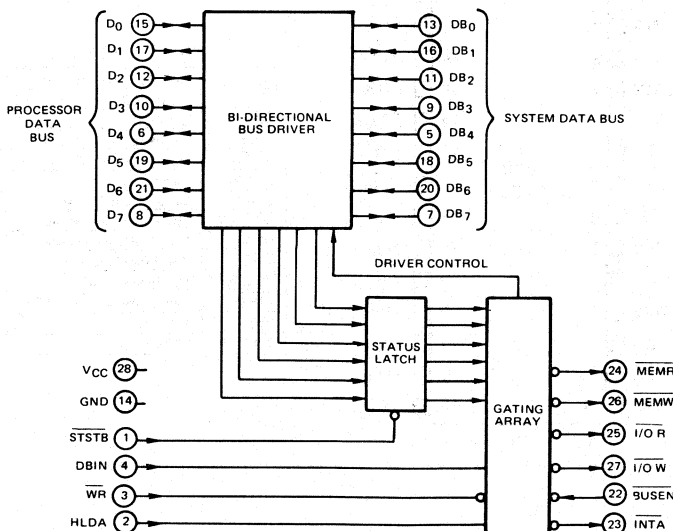 D0 15
D1 17
D2 12
D3 10
D4 6
D5 19
D6 21
D7 8
PROCESSOR
DATA
BUS
BI-DIRECTIONAL
BUS DRIVER
13 DB0
16 DB1
11 DB2
9 DB3
5 DB4
18 DB5
20 DB6
7 DB7
SYSTEM DATA BUS
DRIVER CONTROL
STATUS
LATCH
GATING
ARRAY
VCC 28
GND 14
STSTB 1
DBIN 4
WR 3
HLDA 2
24 MEMR
26 MEMW
25 I/O R
27 I/O W
22 BUSEN
23 INTA